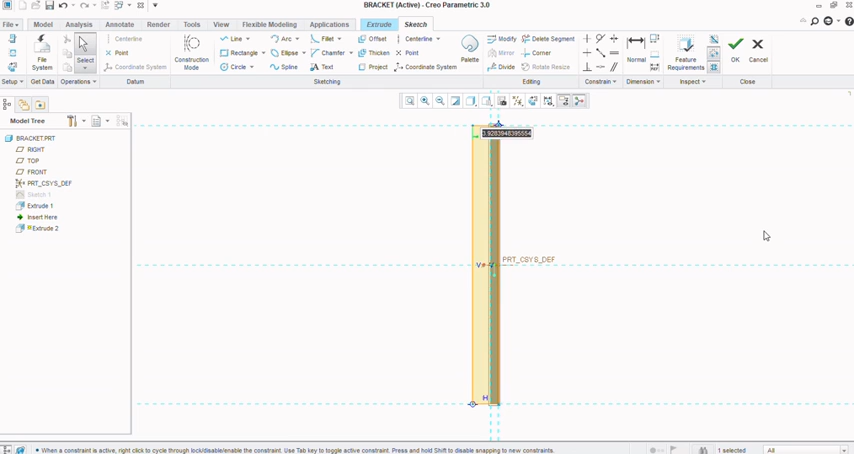 BRACKET (Active) - Creo Parametric 3.0
File Model Analysis Annotate Render Tools View Flexible Modeling Applications Extrude Sketch
File System
Select
Centerline
Point
Coordinate System
Construction Mode
Line Arc Fillet Offset Centerline
Rectangle Ellipse Chamfer Thicken Point
Circle Spline Text Project Coordinate System
Palette
Modify Delete Segment
Mirror Corner
Divide Rotate Resize
Normal
Feature Requirements
OK Cancel
Setup Get Data Operations Datum Sketching Editing Constrain Dimension Inspect Close
Model Tree
BRACKET.PRT
RIGHT
TOP
FRONT
PRT_CSYS_DEF
Sketch 1
Extrude 1
Insert Here
Extrude 2
PRT_CSYS_DEF
V
V
H
When a constraint is active, right click to cycle through lock/disable/enable the constraint. Use Tab key to toggle active constraint. Press and hold Shift to disable snapping to new constraints.
1 selected All